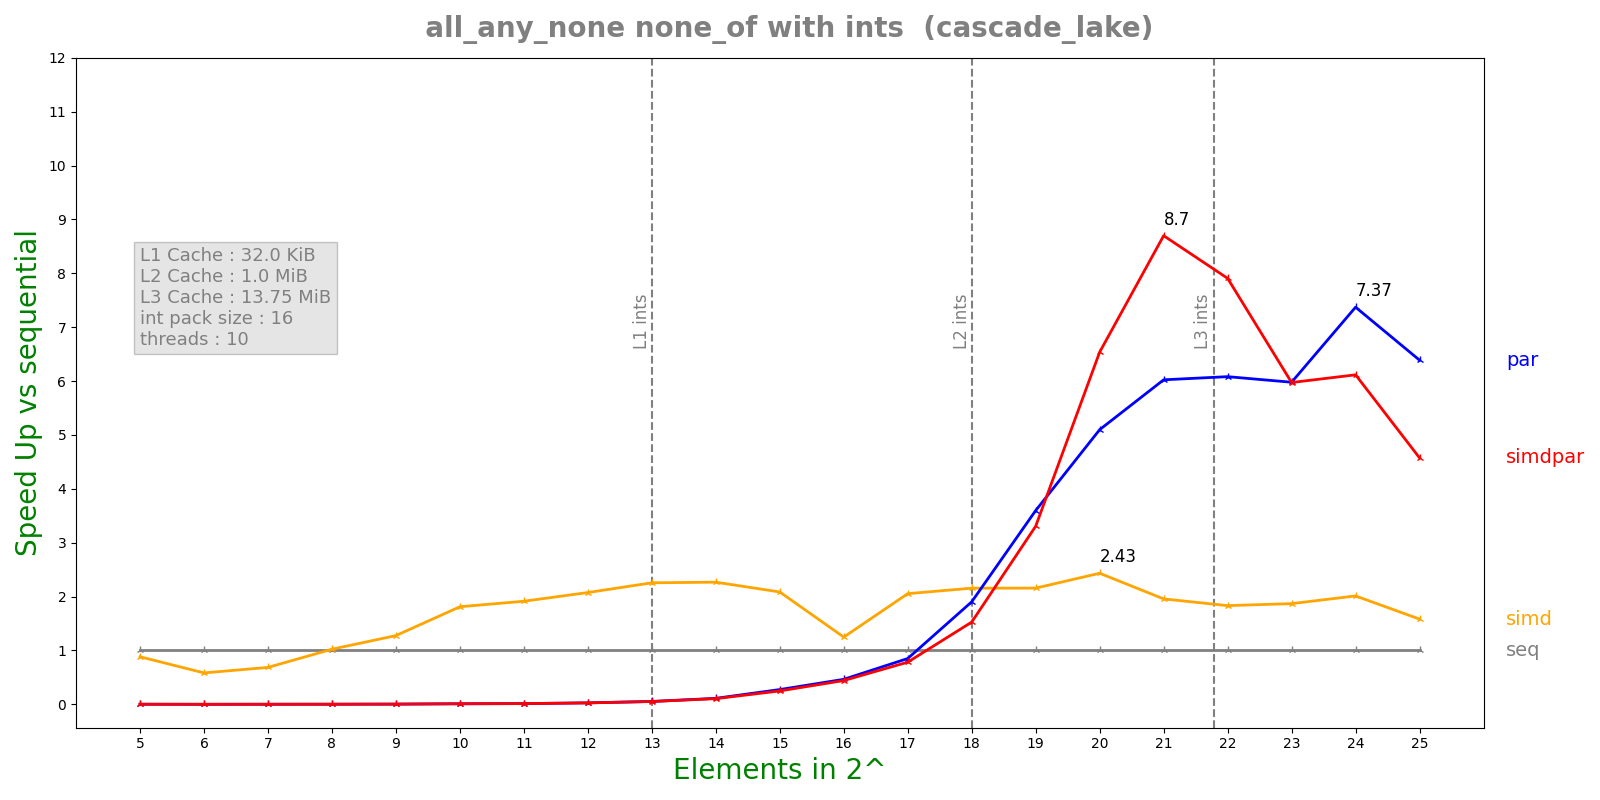 all_any_none none_of with ints (cascade_lake)
Speed Up vs sequential
12
11
10
9
8
7
6
5
4
3
2
1
0
L1 Cache : 32.0 KiB
L2 Cache : 1.0 MiB
L3 Cache : 13.75 MiB
int pack size : 16
threads : 10
L1 ints
L2 ints
L3 ints
8.7
7.37
2.43
par
simdpar
simd
seq
5 6 7 8 9 10 11 12 13 14 15 16 17 18 19 20 21 22 23 24 25
Elements in 2^